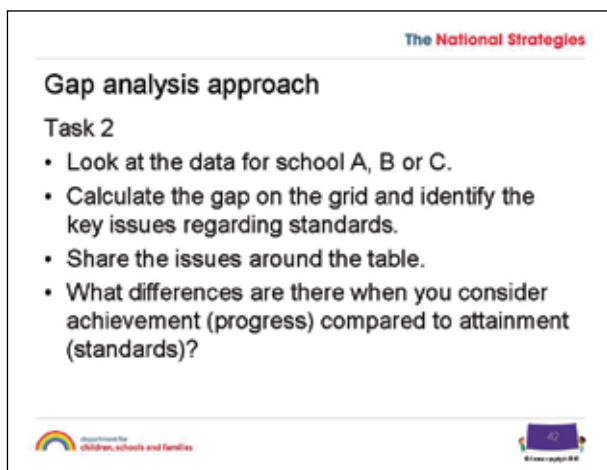 The National Strategies
Gap analysis approach
Task 2
• Look at the data for school A, B or C.
• Calculate the gap on the grid and identify the
key issues regarding standards.
• Share the issues around the table.
• What differences are there when you consider
achievement (progress) compared to attainment
(standards)?
department for
children, schools and families
42